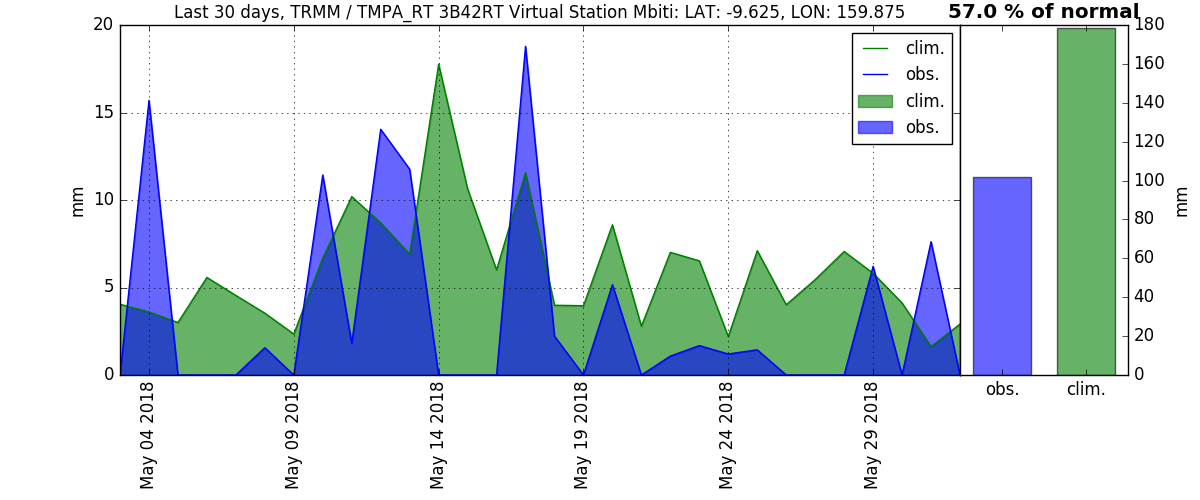 Last 30 days, TRMM / TMPA_RT 3B42RT Virtual Station Mbiti: LAT: -9.625, LON: 159.875
57.0 % of normal
20
15
10
5
0
mm
clim.
obs.
clim.
obs.
May 04 2018
May 09 2018
May 14 2018
May 19 2018
May 24 2018
May 29 2018
obs.
clim.
180
160
140
120
100
80
60
40
20
0
mm